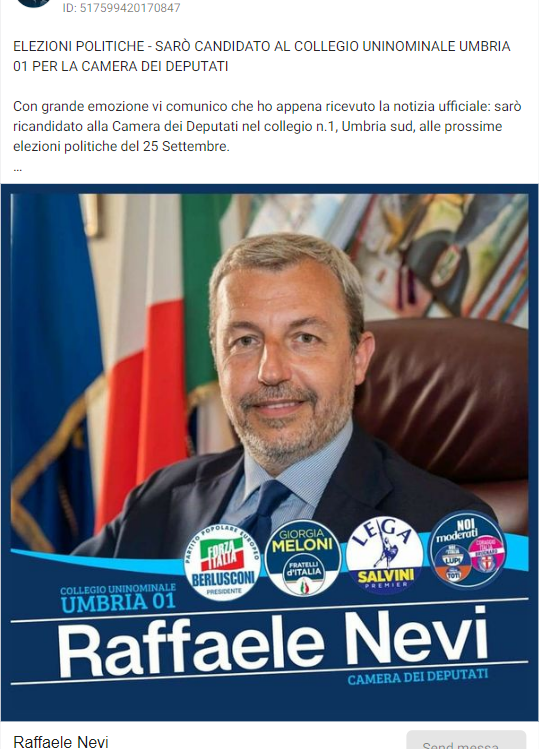 ID: 517599420170847
ELEZIONI POLITICHE - SARÒ CANDIDATO AL COLLEGIO UNINOMINALE UMBRIA
01 PER LA CAMERA DEI DEPUTATI
Con grande emozione vi comunico che ho appena ricevuto la notizia ufficiale: sarò
ricandidato alla Camera dei Deputati nel collegio n.1, Umbria sud, alle prossime
elezioni politiche del 25 Settembre.
...
PARTITO POPOLARE EUROPEO
FORZA
ITALIA
BERLUSCONI
PRESIDENTE
GIORGIA
MELONI
FRATELLI
d'ITALIA
LEGA
SALVINI
PREMIER
NOI
moderati
LUPI
TOTI
CORAGGIO
ITALIA
BRUGNARO
COLLEGIO UNINOMINALE
UMBRIA 01
Raffaele Nevi
CAMERA DEI DEPUTATI
Raffaele Nevi
Send messa